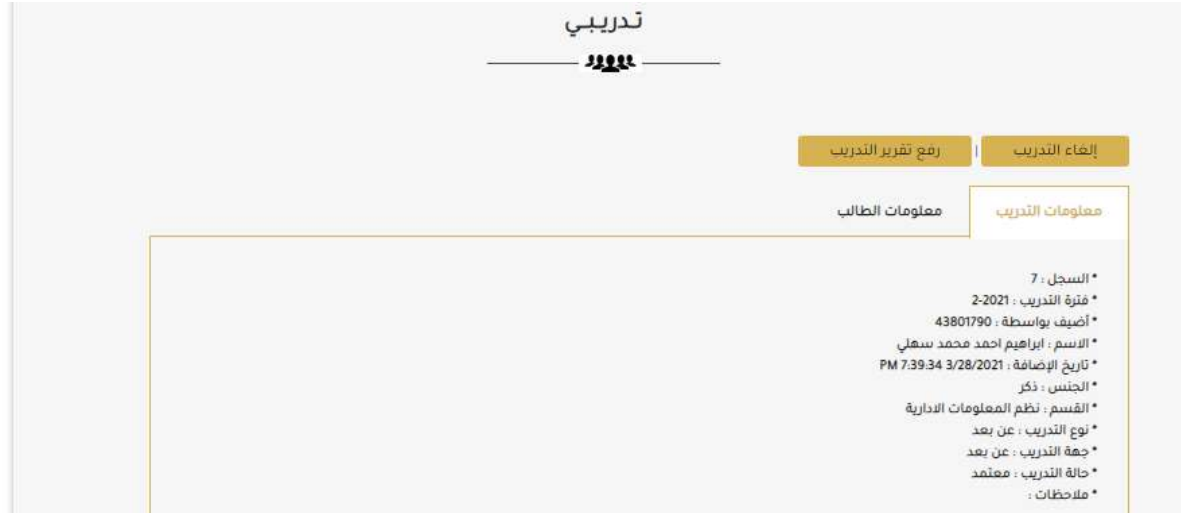 تدريبي
إلغاء التدريب | رفع تقرير التدريب
معلومات التدريب معلومات الطالب
* السجل : 7
* فترة التدريب : 2021-2
* أضيف بواسطة : 43801790
* الاسم : ابراهيم احمد محمد سهلي
* تاريخ الإضافة : 3/28/2021 7:39:34 PM
* الجنس : ذكر
* القسم : نظم المعلومات الادارية
* نوع التدريب : عن بعد
* جهة التدريب : عن بعد
* حالة التدريب : معتمد
* ملاحظات :